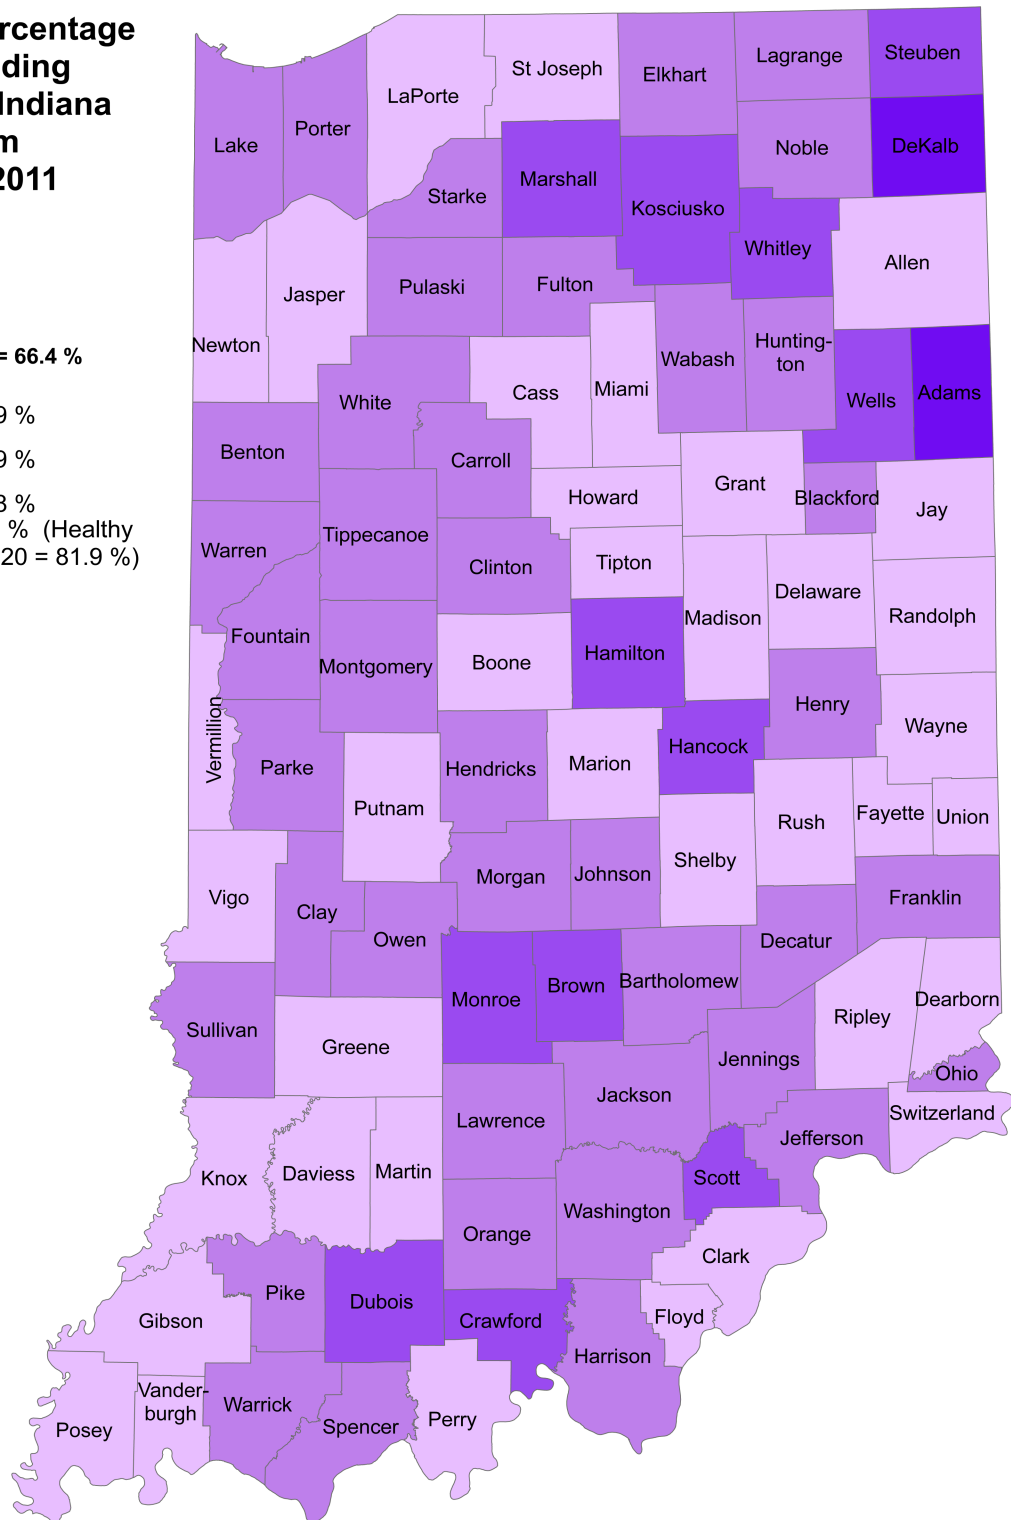 rcentage
ding
Indiana
m
2011
= 66.4 %
9 %
9 %
3 %
% (Healthy
20 = 81.9 %)
Steuben
Lagrange
St Joseph
Elkhart
LaPorte
Porter
Lake
Noble
DeKalb
Marshall
Starke
Kosciusko
Whitley
Allen
Pulaski
Fulton
Jasper
Newton
Wabash
Hunting-
ton
Cass
Miami
White
Wells
Adams
Benton
Carroll
Howard
Grant
Blackford
Jay
Tippecanoe
Warren
Clinton
Tipton
Delaware
Madison
Randolph
Fountain
Montgomery
Boone
Hamilton
Henry
Wayne
Vermillion
Parke
Hendricks
Marion
Hancock
Putnam
Rush
Fayette
Union
Shelby
Morgan
Johnson
Vigo
Clay
Franklin
Owen
Decatur
Monroe
Brown
Bartholomew
Dearborn
Ripley
Sullivan
Greene
Jennings
Ohio
Jackson
Lawrence
Switzerland
Jefferson
Knox
Daviess
Martin
Scott
Washington
Orange
Clark
Pike
Dubois
Gibson
Crawford
Floyd
Harrison
Vander-
burgh
Warrick
Posey
Spencer
Perry